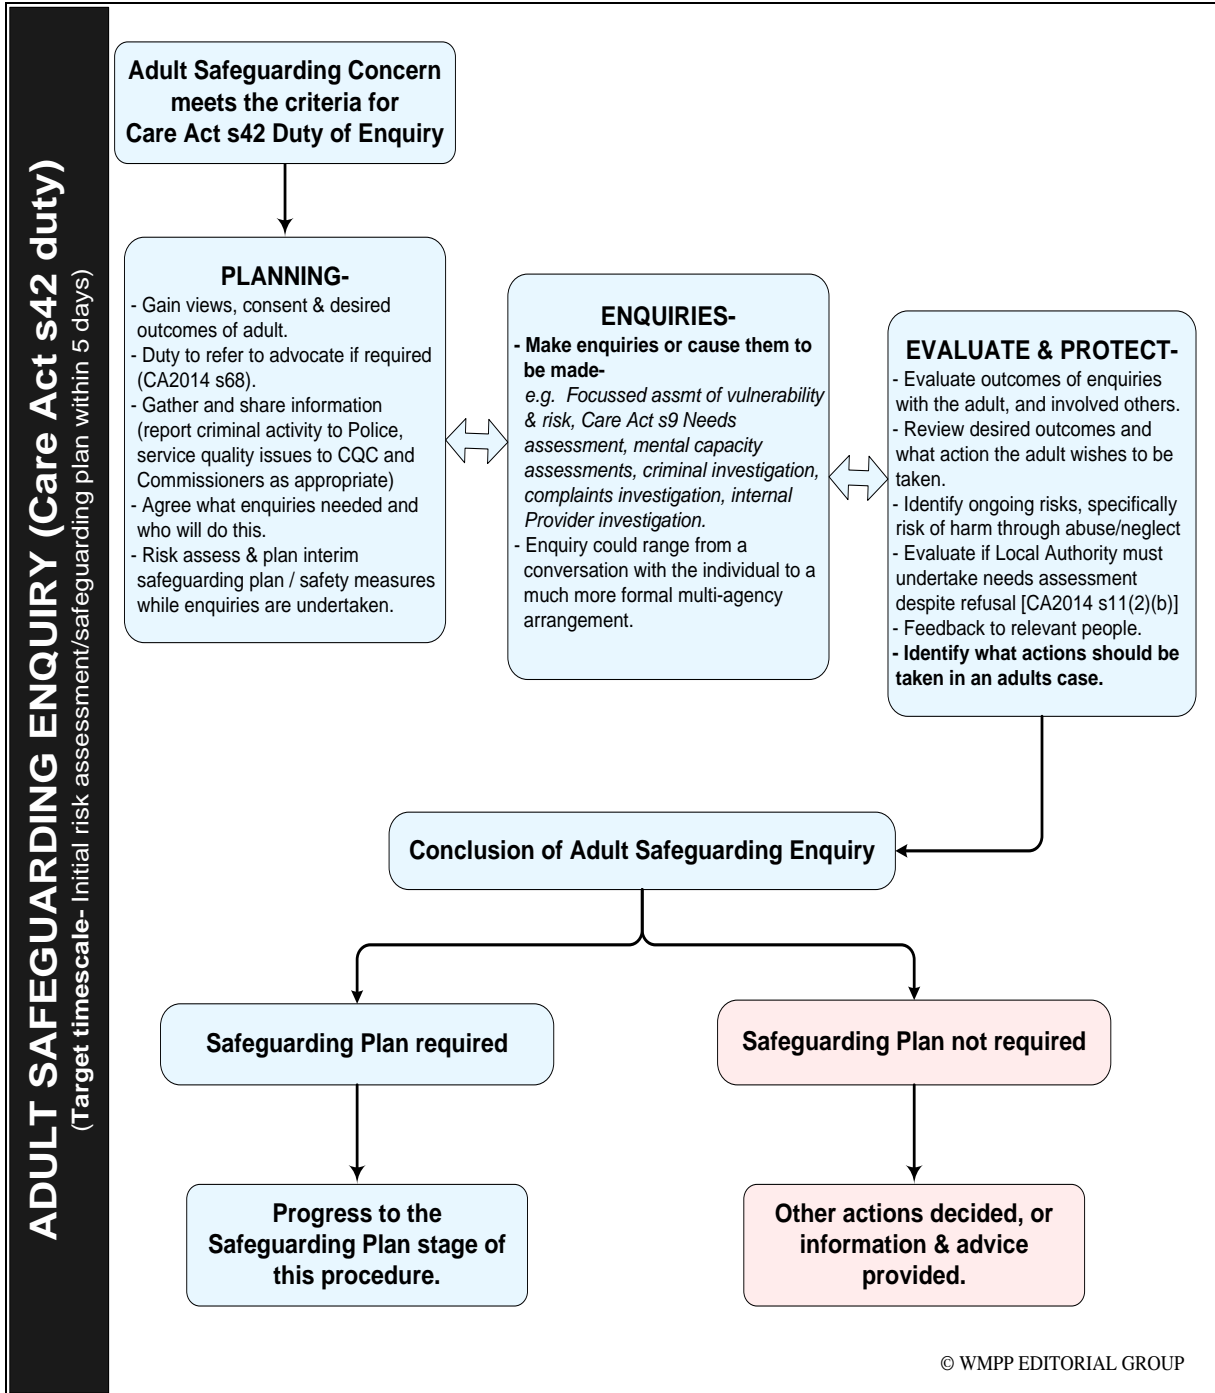 ADULT SAFEGUARDING ENQUIRY (Care Act s42 duty)
(Target timescale- Initial risk assessment/safeguarding plan within 5 days)
Adult Safeguarding Concern
meets the criteria for
Care Act s42 Duty of Enquiry
PLANNING-
- Gain views, consent & desired
outcomes of adult.
- Duty to refer to advocate if required
(CA2014 s68).
- Gather and share information
(report criminal activity to Police,
service quality issues to CQC and
Commissioners as appropriate)
- Agree what enquiries needed and
who will do this.
- Risk assess & plan interim
safeguarding plan / safety measures
while enquiries are undertaken.
ENQUIRIES-
- Make enquiries or cause them to
be made-
e.g. Focussed assmt of vulnerability
& risk, Care Act s9 Needs
assessment, mental capacity
assessments, criminal investigation,
complaints investigation, internal
Provider investigation.
- Enquiry could range from a
conversation with the individual to a
much more formal multi-agency
arrangement.
EVALUATE & PROTECT-
- Evaluate outcomes of enquiries
with the adult, and involved others.
- Review desired outcomes and
what action the adult wishes to be
taken.
- Identify ongoing risks, specifically
risk of harm through abuse/neglect
- Evaluate if Local Authority must
undertake needs assessment
despite refusal [CA2014 s11(2)(b)]
- Feedback to relevant people.
- Identify what actions should be
taken in an adults case.
Conclusion of Adult Safeguarding Enquiry
Safeguarding Plan required
Safeguarding Plan not required
Progress to the
Safeguarding Plan stage of
this procedure.
Other actions decided, or
information & advice
provided.
© WMPP EDITORIAL GROUP